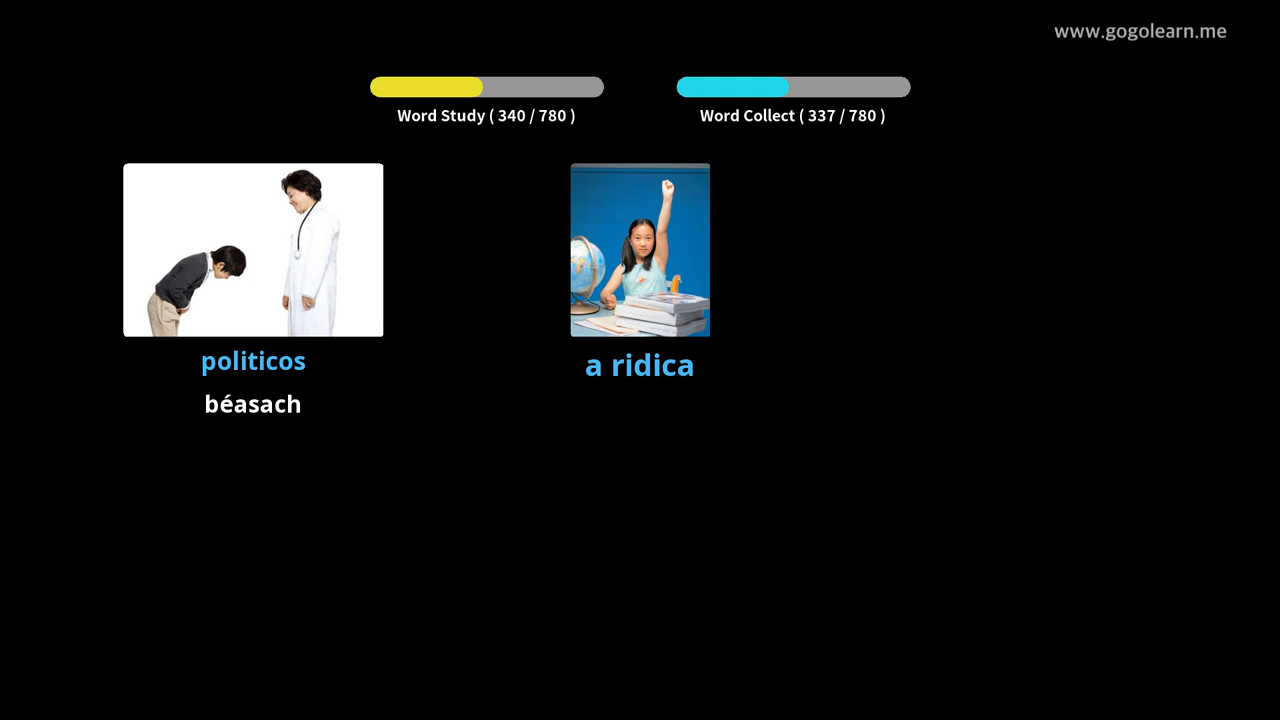 www.gogolearn.me
Word Study ( 340 / 780 )
Word Collect ( 337 / 780 )
politicos
béasach
a ridica